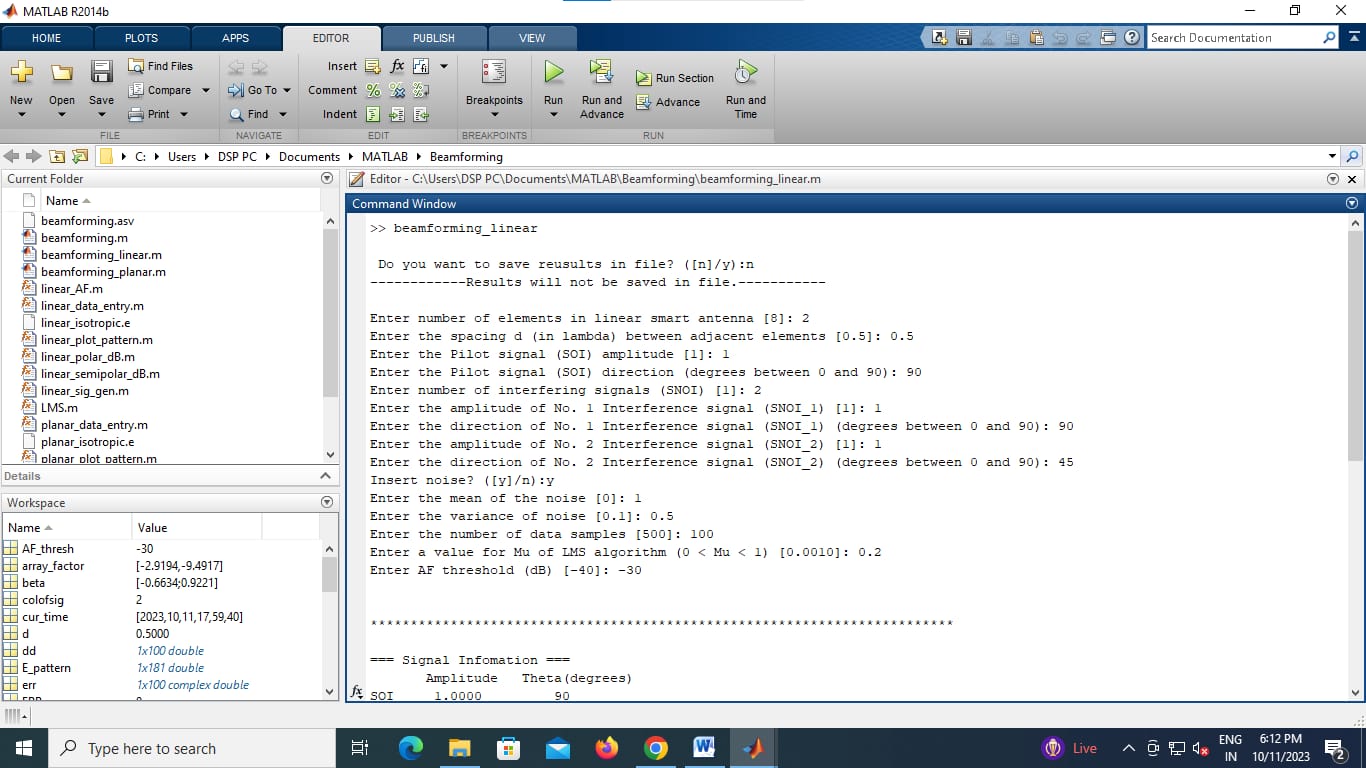 MATLAB R2014b
HOME PLOTS APPS EDITOR PUBLISH VIEW Search Documentation
New Open Save Find Files Compare Print Go To Find Insert fx Comment Indent Breakpoints Run Run and Advance Run Section Advance Run and Time
FILE NAVIGATE EDIT BREAKPOINTS RUN
C: Users DSP PC Documents MATLAB Beamforming
Current Folder
Name
beamforming.asv
beamforming.m
beamforming_linear.m
beamforming_planar.m
linear_AF.m
linear_data_entry.m
linear_isotropic.e
linear_plot_pattern.m
linear_polar_dB.m
linear_semipolar_dB.m
linear_sig_gen.m
LMS.m
planar_data_entry.m
planar_isotropic.e
planar_plot_pattern.m
Details
Workspace
Name Value
AF_thresh -30
array_factor [-2.9194,-9.4917]
beta [-0.6634;0.9221]
colofsig 2
cur_time [2023,10,11,17,59,40]
d 0.5000
dd 1x100 double
E_pattern 1x181 double
err 1x100 complex double
Editor - C:\Users\DSP PC\Documents\MATLAB\Beamforming\beamforming_linear.m
Command Window
>> beamforming_linear
Do you want to save reusults in file? ([n]/y):n
------------Results will not be saved in file.-----------
Enter number of elements in linear smart antenna [8]: 2
Enter the spacing d (in lambda) between adjacent elements [0.5]: 0.5
Enter the Pilot signal (SOI) amplitude [1]: 1
Enter the Pilot signal (SOI) direction (degrees between 0 and 90): 90
Enter number of interfering signals (SNOI) [1]: 2
Enter the amplitude of No. 1 Interference signal (SNOI_1) [1]: 1
Enter the direction of No. 1 Interference signal (SNOI_1) (degrees between 0 and 90): 90
Enter the amplitude of No. 2 Interference signal (SNOI_2) [1]: 1
Enter the direction of No. 2 Interference signal (SNOI_2) (degrees between 0 and 90): 45
Insert noise? ([y]/n):y
Enter the mean of the noise [0]: 1
Enter the variance of noise [0.1]: 0.5
Enter the number of data samples [500]: 100
Enter a value for Mu of LMS algorithm (0 < Mu < 1) [0.0010]: 0.2
Enter AF threshold (dB) [-40]: -30
*************************************************************************
=== Signal Infomation ===
Amplitude Theta(degrees)
SOI 1.0000 90
fx
Type here to search
Live
ENG
IN
6:12 PM
10/11/2023
2